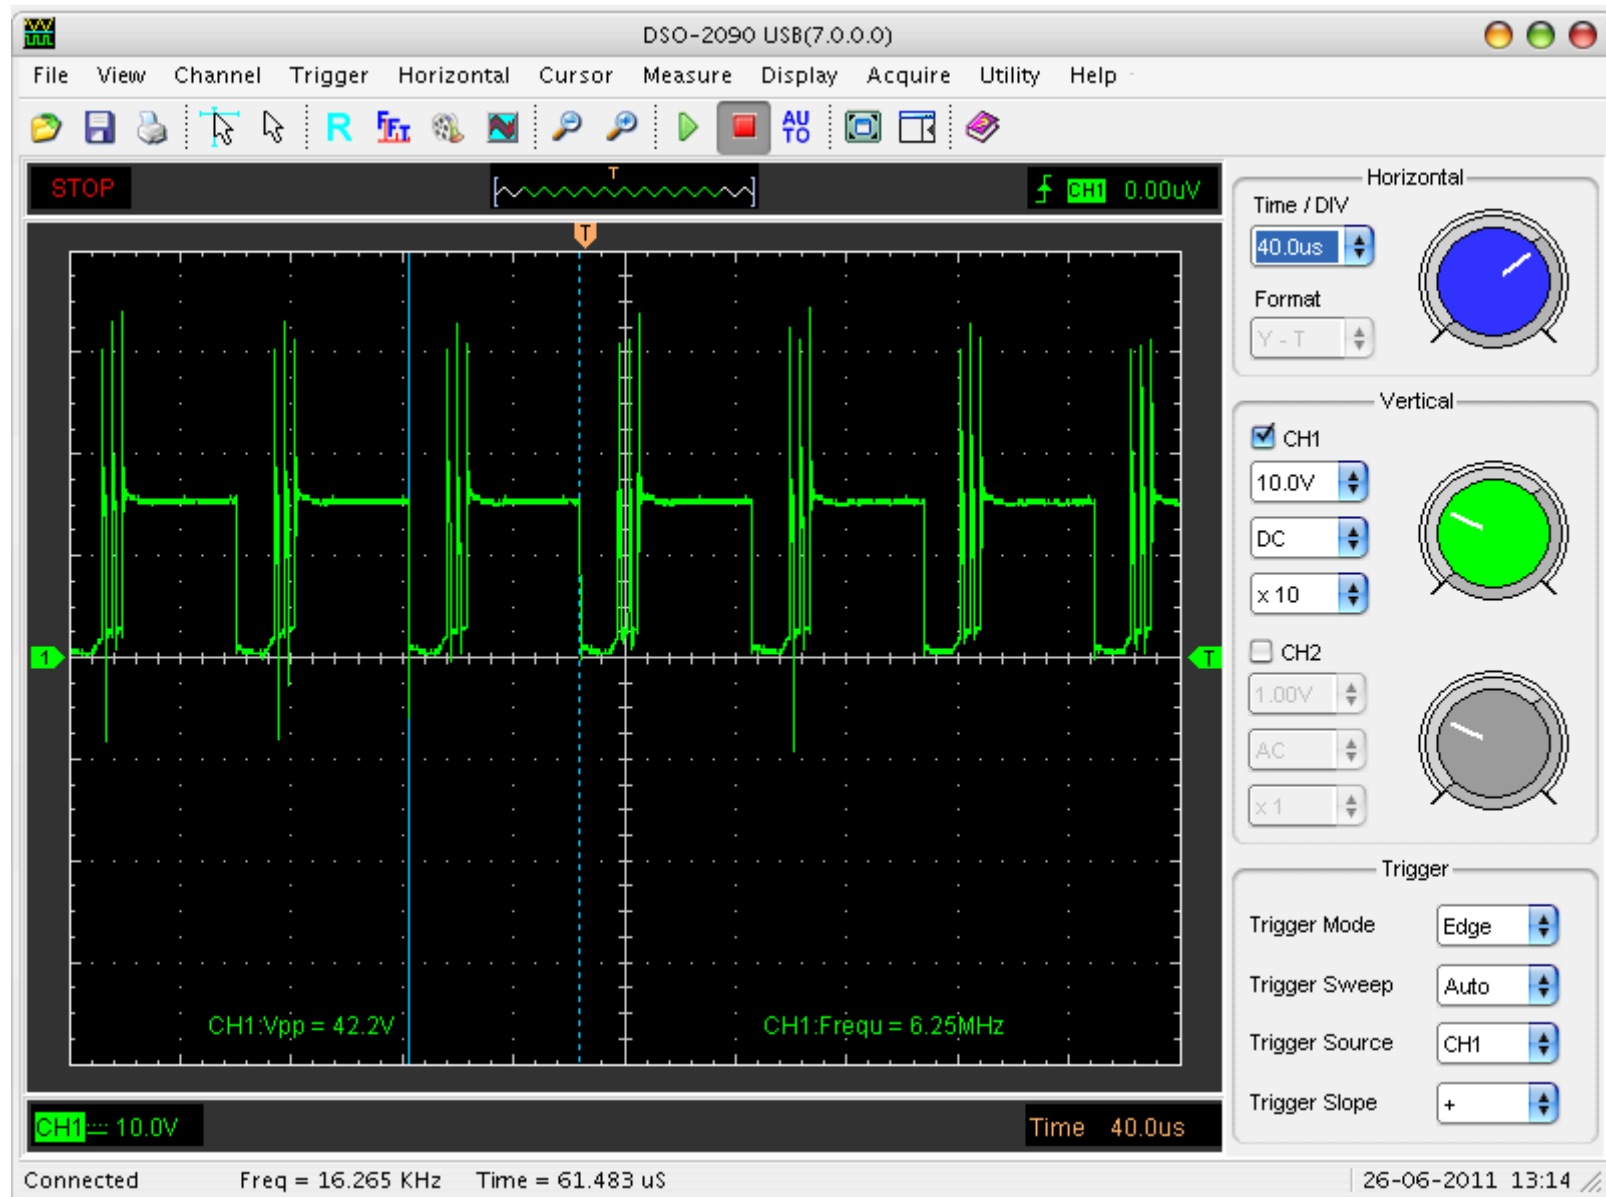 DSO-2090 USB(7.0.0.0)
File View Channel Trigger Horizontal Cursor Measure Display Acquire Utility Help
R FFT AU TO
STOP
T
CH1 0.00uV
T
1
T
CH1:Vpp = 42.2V
CH1:Frequ = 6.25MHz
CH1 10.0V
Time 40.0us
Horizontal
Time / DIV
40.0us
Format
Y - T
Vertical
CH1
10.0V
DC
x 10
CH2
1.00V
AC
x 1
Trigger
Trigger Mode Edge
Trigger Sweep Auto
Trigger Source CH1
Trigger Slope +
Connected Freq = 16.265 KHz Time = 61.483 uS 26-06-2011 13:14